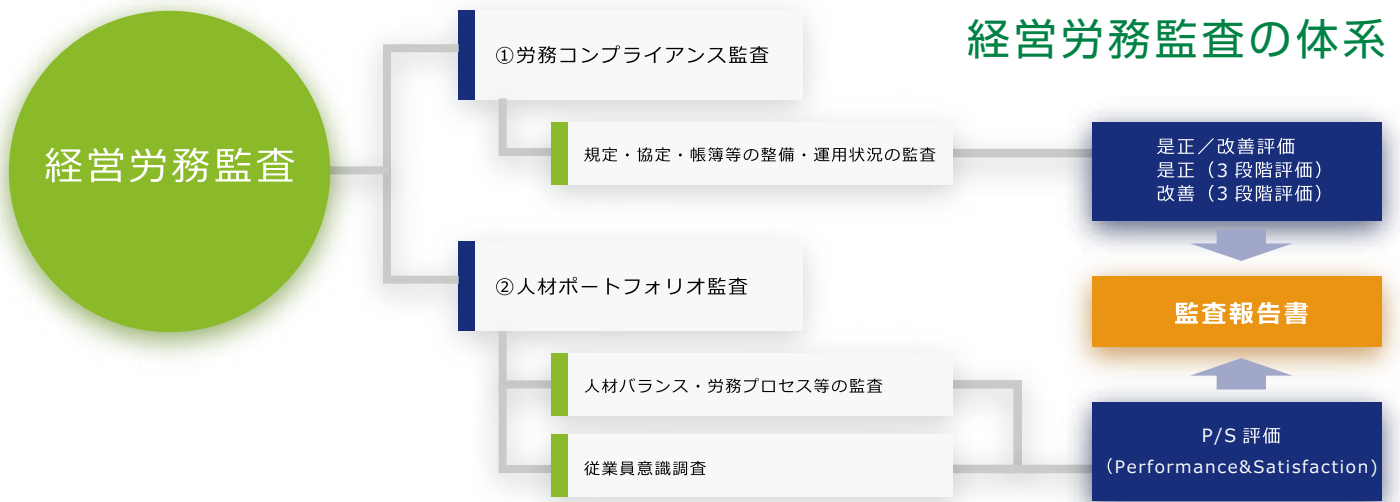 経営労務監査の体系
経営労務監査
①労務コンプライアンス監査
規定・協定・帳簿等の整備・運用状況の監査
是正／改善評価
是正（3 段階評価）
改善（3 段階評価）
②人材ポートフォリオ監査
監査報告書
人材バランス・労務プロセス等の監査
従業員意識調査
P/S 評価
（Performance&Satisfaction)